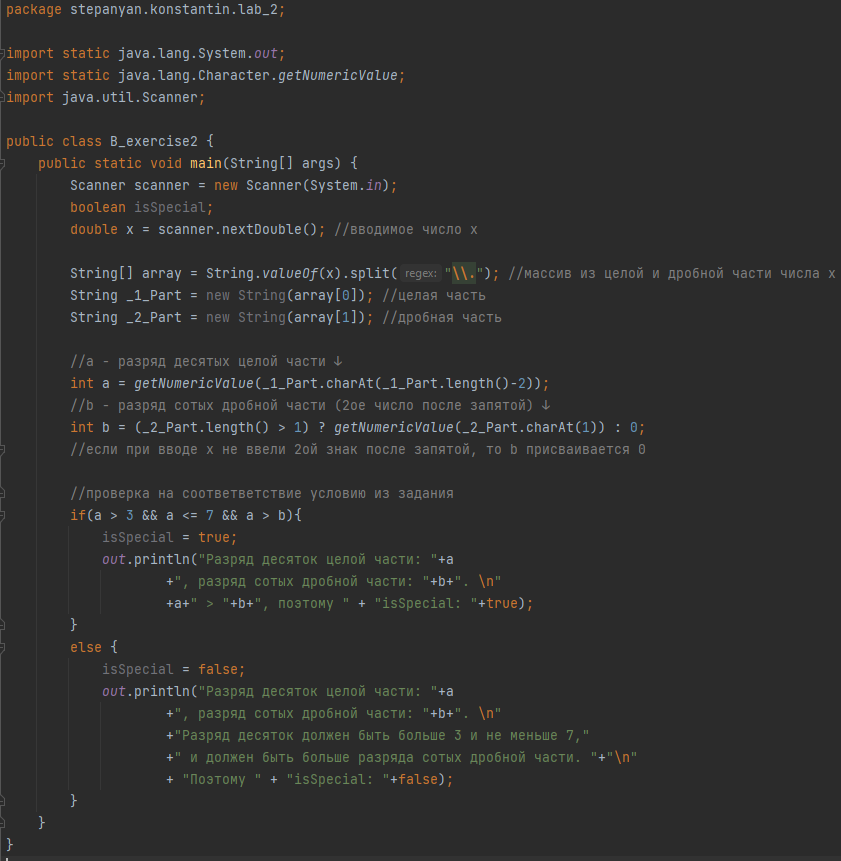 package stepanyan.konstantin.lab_2;
import static java.lang.System.out;
import static java.lang.Character.getNumericValue;
import java.util.Scanner;
public class B_exercise2 {
    public static void main(String[] args) {
        Scanner scanner = new Scanner(System.in);
        boolean isSpecial;
        double x = scanner.nextDouble(); //вводимое число x
        String[] array = String.valueOf(x).split( regex: "\\."); //массив из целой и дробной части числа x
        String _1_Part = new String(array[0]); //целая часть
        String _2_Part = new String(array[1]); //дробная часть
        //a - разряд десятых целой части ↓
        int a = getNumericValue(_1_Part.charAt(_1_Part.length()-2));
        //b - разряд сотых дробной части (2ое число после запятой) ↓
        int b = (_2_Part.length() > 1) ? getNumericValue(_2_Part.charAt(1)) : 0;
        //если при вводе x не ввели 2ой знак после запятой, то b присваивается 0
        //проверка на соответветствие условию из задания
        if(a > 3 && a <= 7 && a > b){
            isSpecial = true;
            out.println("Разряд десяток целой части: "+a
                    +", разряд сотых дробной части: "+b+". \n"
                    +a+" > "+b+", поэтому " + "isSpecial: "+true);
        }
        else {
            isSpecial = false;
            out.println("Разряд десяток целой части: "+a
                    +", разряд сотых дробной части: "+b+". \n"
                    +"Разряд десяток должен быть больше 3 и не меньше 7,"
                    +" и должен быть больше разряда сотых дробной части. "+"\n"
                    + "Поэтому " + "isSpecial: "+false);
        }
    }
}